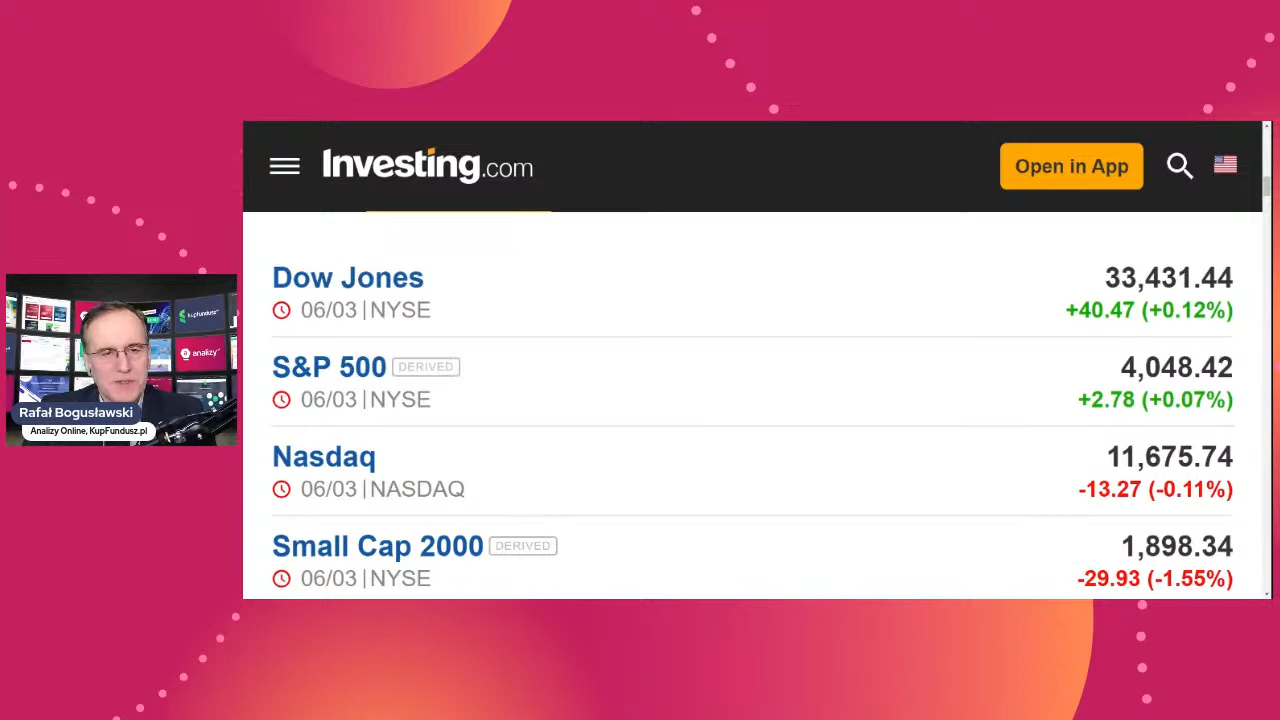 Investing.com
Open in App
Dow Jones
33,431.44
06/03|NYSE
+40.47 (+0.12%)
S&P 500 DERIVED
4,048.42
06/03|NYSE
+2.78 (+0.07%)
Nasdaq
11,675.74
06/03|NASDAQ
-13.27 (-0.11%)
Small Cap 2000 DERIVED
1,898.34
06/03|NYSE
-29.93 (-1.55%)
kupfundusz
analizy
Rafał Bogusławski
Analizy Online, KupFundusz.pl